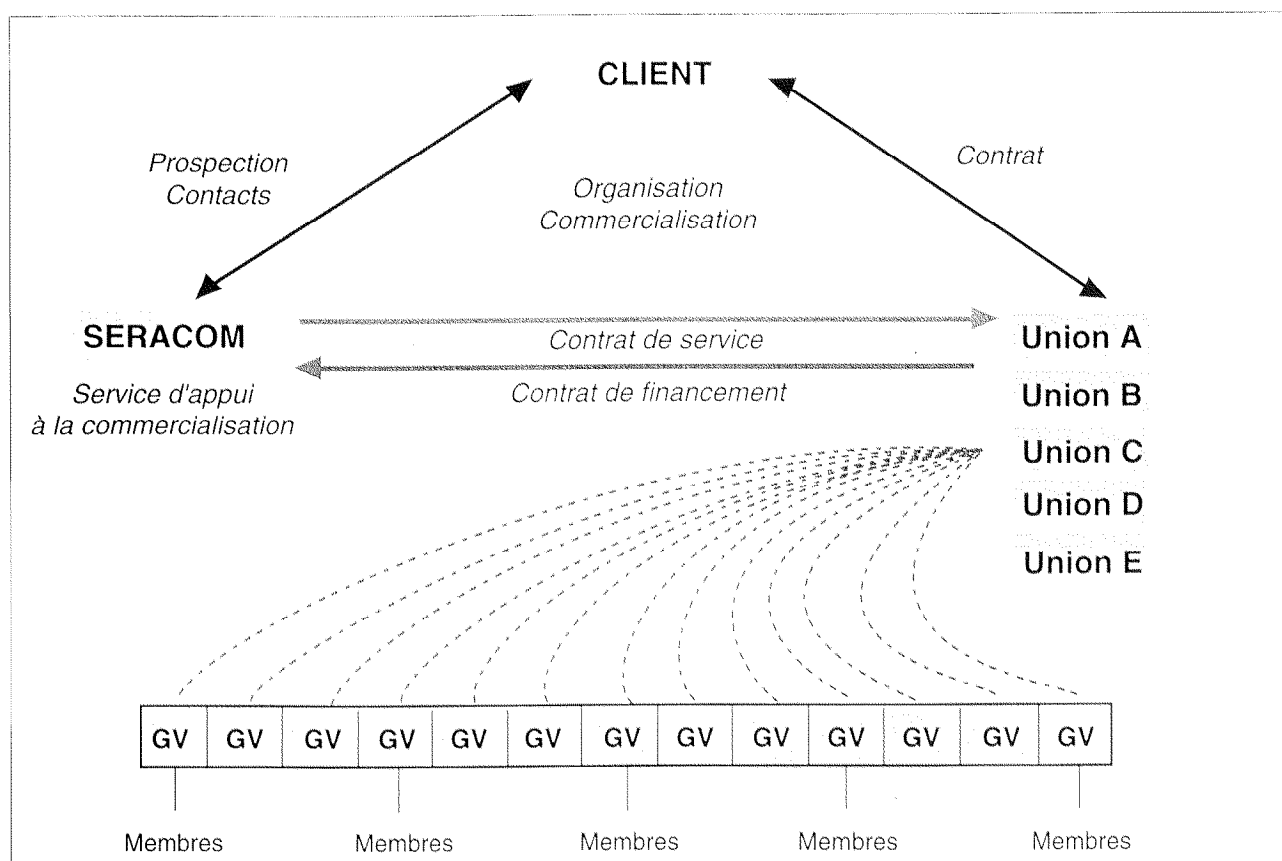 CLIENT
Prospection
Contacts
Contrat
Organisation
Commercialisation
SERACOM
Contrat de service
Union A
Service d'appui
à la commercialisation
Contrat de financement
Union B
Union C
Union D
Union E
GV GV GV GV GV GV GV GV GV GV GV GV GV
Membres Membres Membres Membres Membres